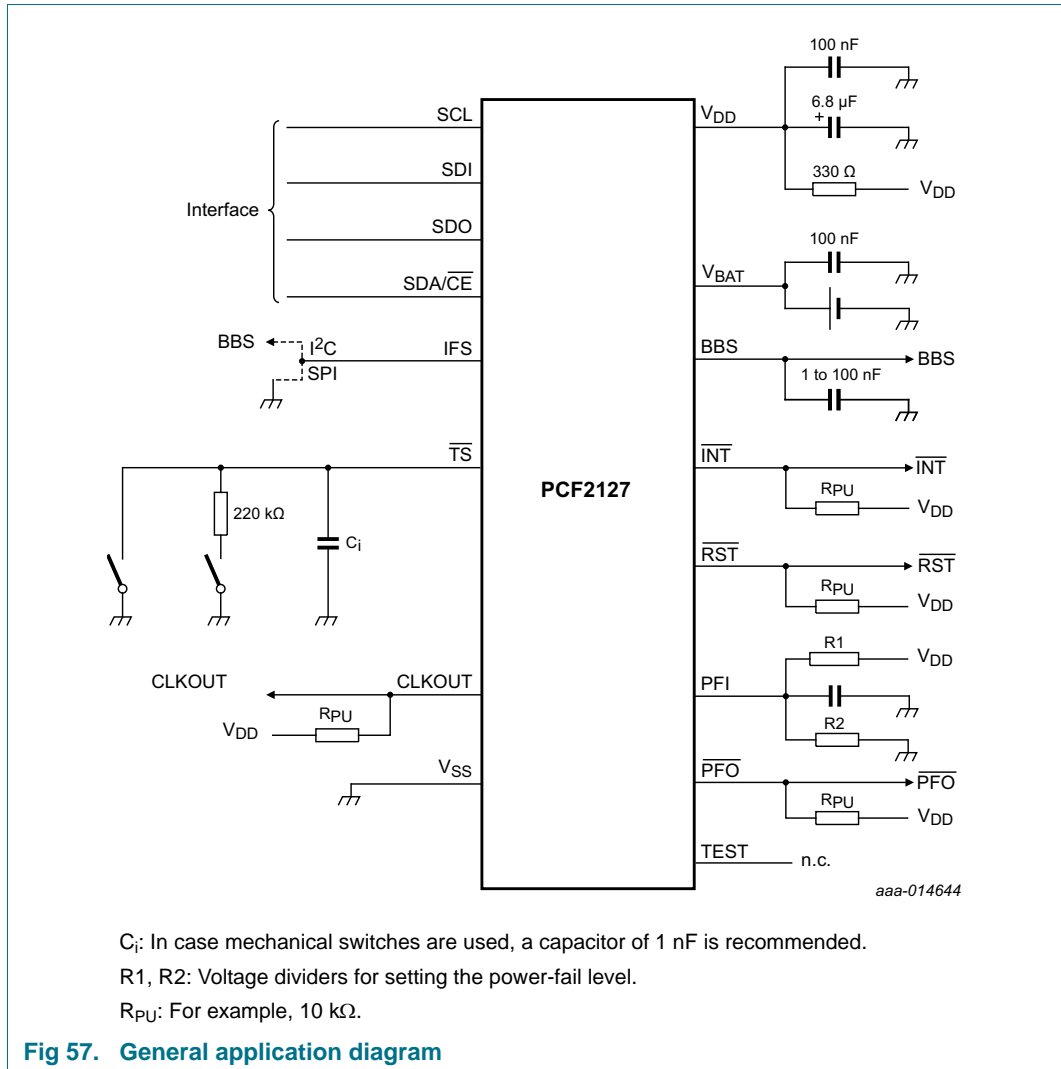 100 nF
6.8 µF
+
330 Ω
VDD
VDD
SCL
SDI
SDO
SDA/CE
Interface
100 nF
VBAT
BBS
I2C
SPI
IFS
BBS
BBS
1 to 100 nF
TS
220 kΩ
Ci
PCF2127
INT
INT
RPU
VDD
RST
RST
RPU
VDD
R1
VDD
PFI
R2
CLKOUT
CLKOUT
RPU
VDD
VSS
PFO
PFO
RPU
VDD
TEST
n.c.
aaa-014644
Ci: In case mechanical switches are used, a capacitor of 1 nF is recommended.
R1, R2: Voltage dividers for setting the power-fail level.
RPU: For example, 10 kΩ.
Fig 57. General application diagram